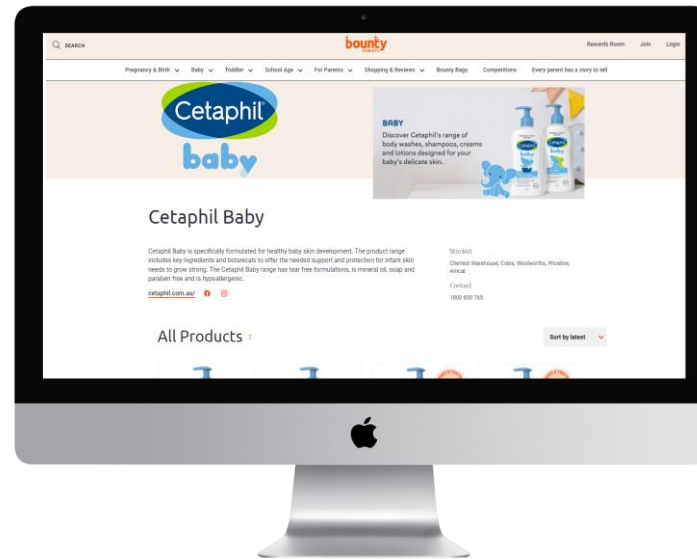 SEARCH
bounty
PARENTS
Rewards Room Join Login
Pregnancy & Birth Baby Toddler School Age For Parents Shopping & Reviews Bounty Bags Competitions Every parent has a story to tell
Cetaphil
baby
BABY
Discover Cetaphil's range of
body washes, shampoos, creams
and lotions designed for your
baby's delicate skin.
Cetaphil
baby
Cetaphil
baby
Cetaphil Baby
Cetaphil Baby is specifically formulated for healthy baby skin development. The product range
includes key ingredients and botanicals to offer the needed support and protection for infant skin
needs to grow strong. The Cetaphil Baby range has tear free formulations, is mineral oil, soap and
paraben free and is hypoallergenic.
cetaphil.com.au/
Stockist
Chemist Warehouse, Coles, Woolworths, Priceline,
Amcal
Contact
1800 800 765
All Products 7
Sort by latest